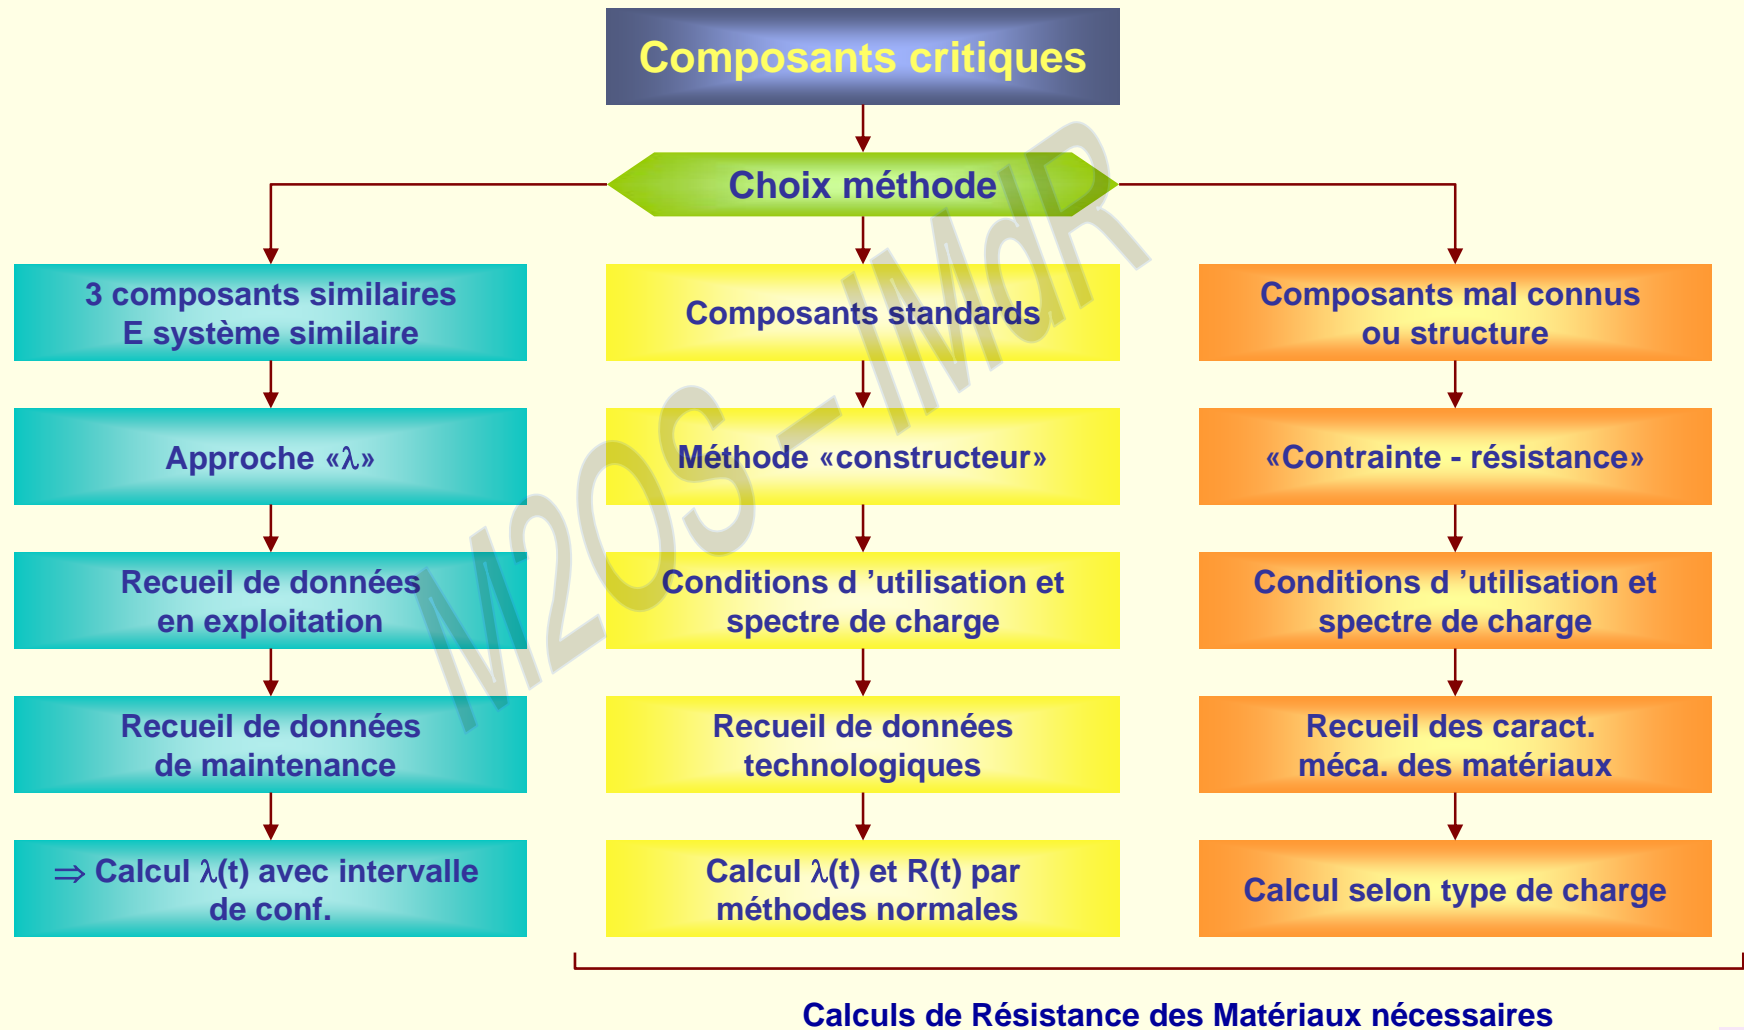 Composants critiques
Choix méthode
3 composants similaires
E système similaire
Approche «λ»
Recueil de données
en exploitation
Recueil de données
de maintenance
⇒ Calcul λ(t) avec intervalle
de conf.
Composants standards
Méthode «constructeur»
Conditions d ’utilisation et
spectre de charge
Recueil de données
technologiques
Calcul λ(t) et R(t) par
méthodes normales
Composants mal connus
ou structure
«Contrainte - résistance»
Conditions d ’utilisation et
spectre de charge
Recueil des caract.
méca. des matériaux
Calcul selon type de charge
Calculs de Résistance des Matériaux nécessaires
M2OS – IMdR